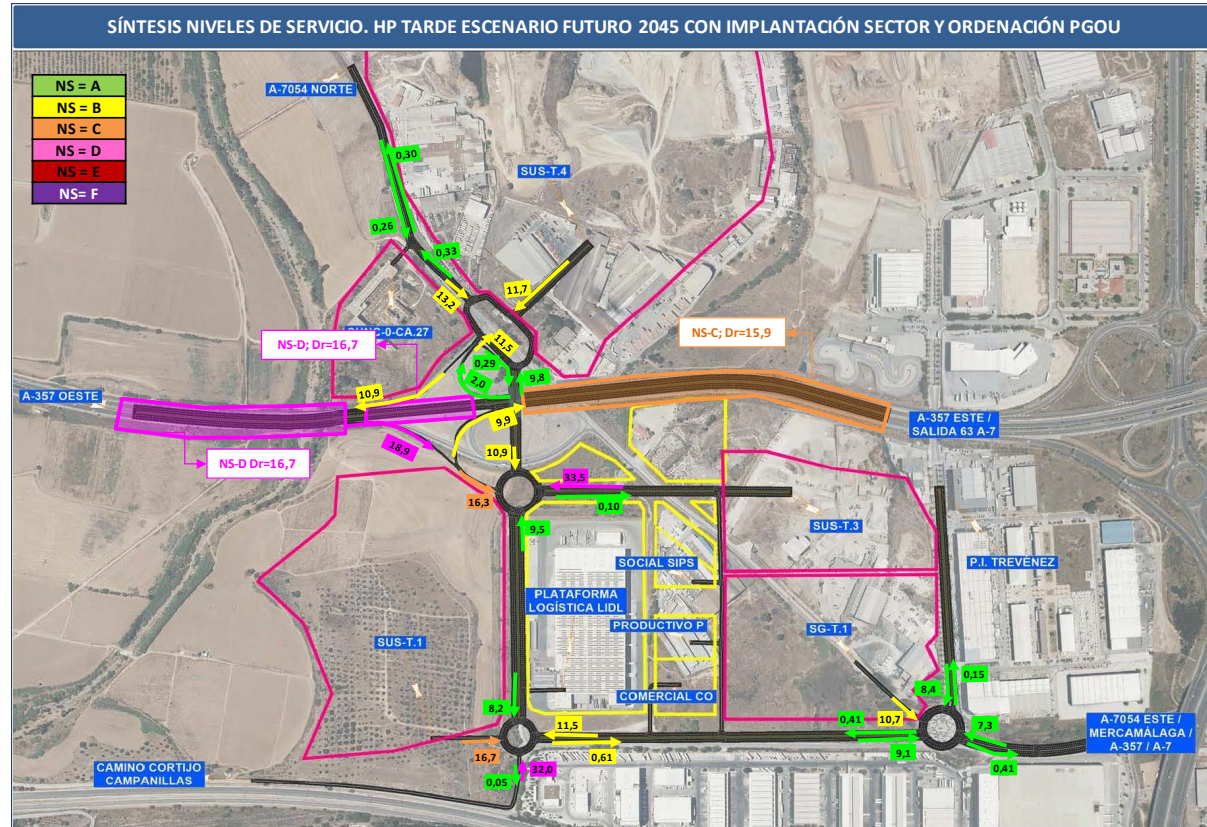 SÍNTESIS NIVELES DE SERVICIO. HP TARDE ESCENARIO FUTURO 2045 CON IMPLANTACIÓN SECTOR Y ORDENACIÓN PGOU
NS = A
NS = B
NS = C
NS = D
NS = E
NS= F
A-7054 NORTE
0,30
SUS-T.4
0,26
0,33
13,2
11,7
SUNC-0-CA.27
11,5
NS-D; Dr=16,7
NS-C; Dr=15,9
0,29
2,0
9,8
A-357 OESTE
10,9
9,9
A-357 ESTE /
SALIDA 63 A-7
18,9
10,9
NS-D Dr=16,7
33,5
16,3
0,10
9,5
SUS-T.3
SOCIAL SIPS
P.I. TREVÉNEZ
PLATAFORMA
LOGÍSTICA LIDL
PRODUCTIVO P
SG-T.1
SUS-T.1
COMERCIAL CO
8,4
0,15
8,2
11,5
0,41
10,7
7,3
A-7054 ESTE /
MERCAMÁLAGA /
A-357 / A-7
16,7
0,61
9,1
0,41
CAMINO CORTIJO
CAMPANILLAS
0,05
32,0